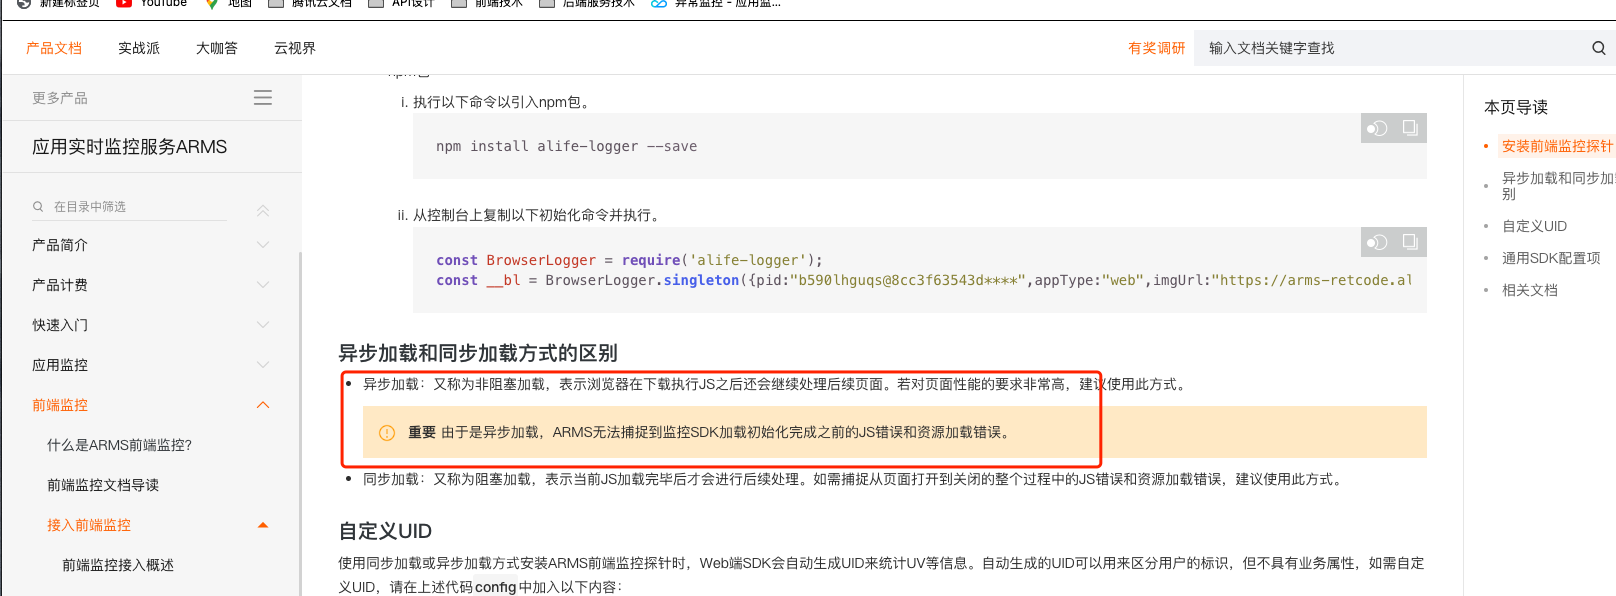 新建标签页 YouTube 地图 腾讯云文档 API设计 前端技术 后端服务技术 异常监控 - 应用监...
产品文档 实战派 大咖答 云视界 有奖调研 输入文档关键字查找
更多产品
应用实时监控服务ARMS
在目录中筛选
产品简介
产品计费
快速入门
应用监控
前端监控
什么是ARMS前端监控?
前端监控文档导读
接入前端监控
前端监控接入概述
npm包
i. 执行以下命令以引入npm包。
npm install alife-logger --save
ii. 从控制台上复制以下初始化命令并执行。
const BrowserLogger = require('alife-logger');
const __bl = BrowserLogger.singleton({pid:"b590lhguqs@8cc3f63543d****",appType:"web",imgUrl:"https://arms-retcode.al
异步加载和同步加载方式的区别
• 异步加载：又称为非阻塞加载，表示浏览器在下载执行JS之后还会继续处理后续页面。若对页面性能的要求非常高，建议使用此方式。
重要 由于是异步加载，ARMS无法捕捉到监控SDK加载初始化完成之前的JS错误和资源加载错误。
• 同步加载：又称为阻塞加载，表示当前JS加载完毕后才会进行后续处理。如需捕捉从页面打开到关闭的整个过程中的JS错误和资源加载错误，建议使用此方式。
自定义UID
使用同步加载或异步加载方式安装ARMS前端监控探针时，Web端SDK会自动生成UID来统计UV等信息。自动生成的UID可以用来区分用户的标识，但不具有业务属性，如需自定
义UID，请在上述代码config中加入以下内容：
本页导读
• 安装前端监控探针
• 异步加载和同步加
别
• 自定义UID
• 通用SDK配置项
• 相关文档